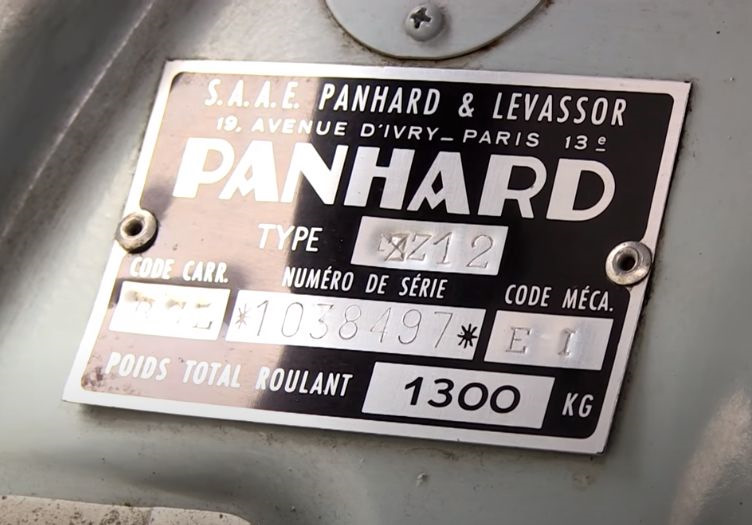 S.A.A.E. PANHARD & LEVASSOR
19, AVENUE D'IVRY_PARIS 13e
PANHARD
TYPE Z12
CODE CARR. NUMÉRO DE SÉRIE CODE MÉCA.
*1038497* E I
POIDS TOTAL ROULANT 1300 KG